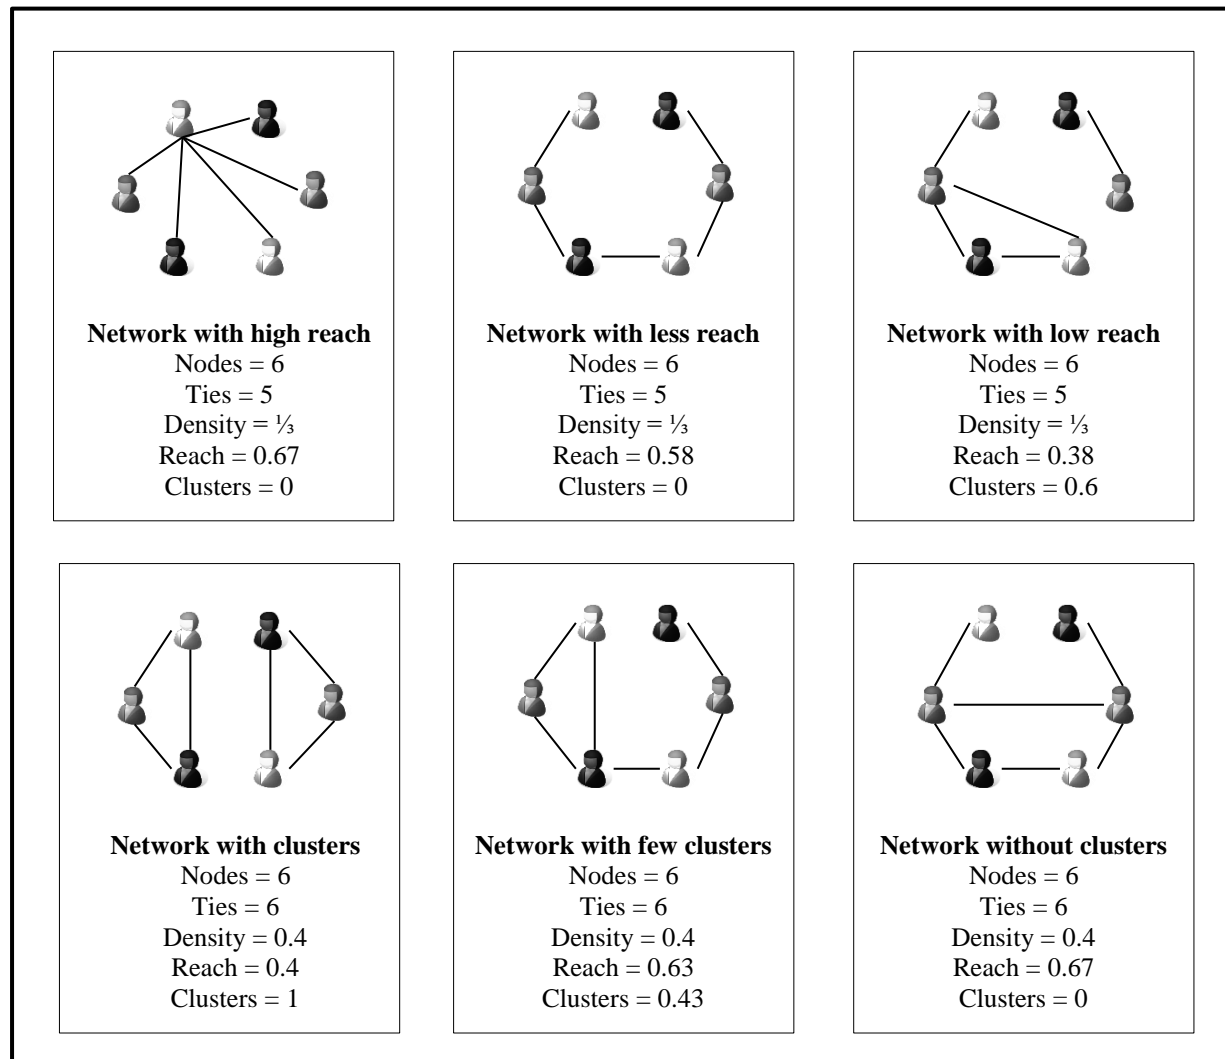 Network with high reach
Nodes = 6
Ties = 5
Density = ⅓
Reach = 0.67
Clusters = 0
Network with less reach
Nodes = 6
Ties = 5
Density = ⅓
Reach = 0.58
Clusters = 0
Network with low reach
Nodes = 6
Ties = 5
Density = ⅓
Reach = 0.38
Clusters = 0.6
Network with clusters
Nodes = 6
Ties = 6
Density = 0.4
Reach = 0.4
Clusters = 1
Network with few clusters
Nodes = 6
Ties = 6
Density = 0.4
Reach = 0.63
Clusters = 0.43
Network without clusters
Nodes = 6
Ties = 6
Density = 0.4
Reach = 0.67
Clusters = 0